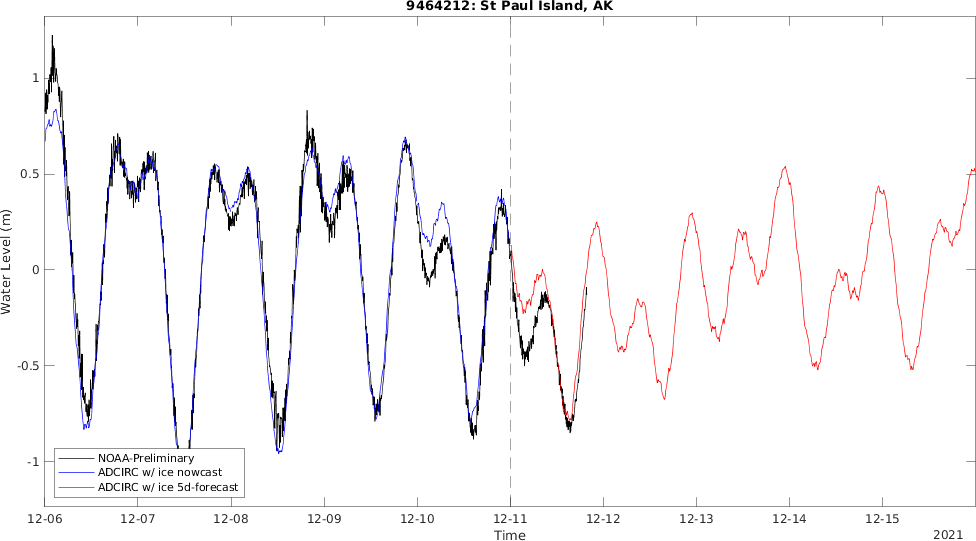 9464212: St Paul Island, AK
Water Level (m)
1
0.5
0
-0.5
-1
NOAA-Preliminary
ADCIRC w/ ice nowcast
ADCIRC w/ ice 5d-forecast
12-06 12-07 12-08 12-09 12-10 12-11 12-12 12-13 12-14 12-15
Time
2021